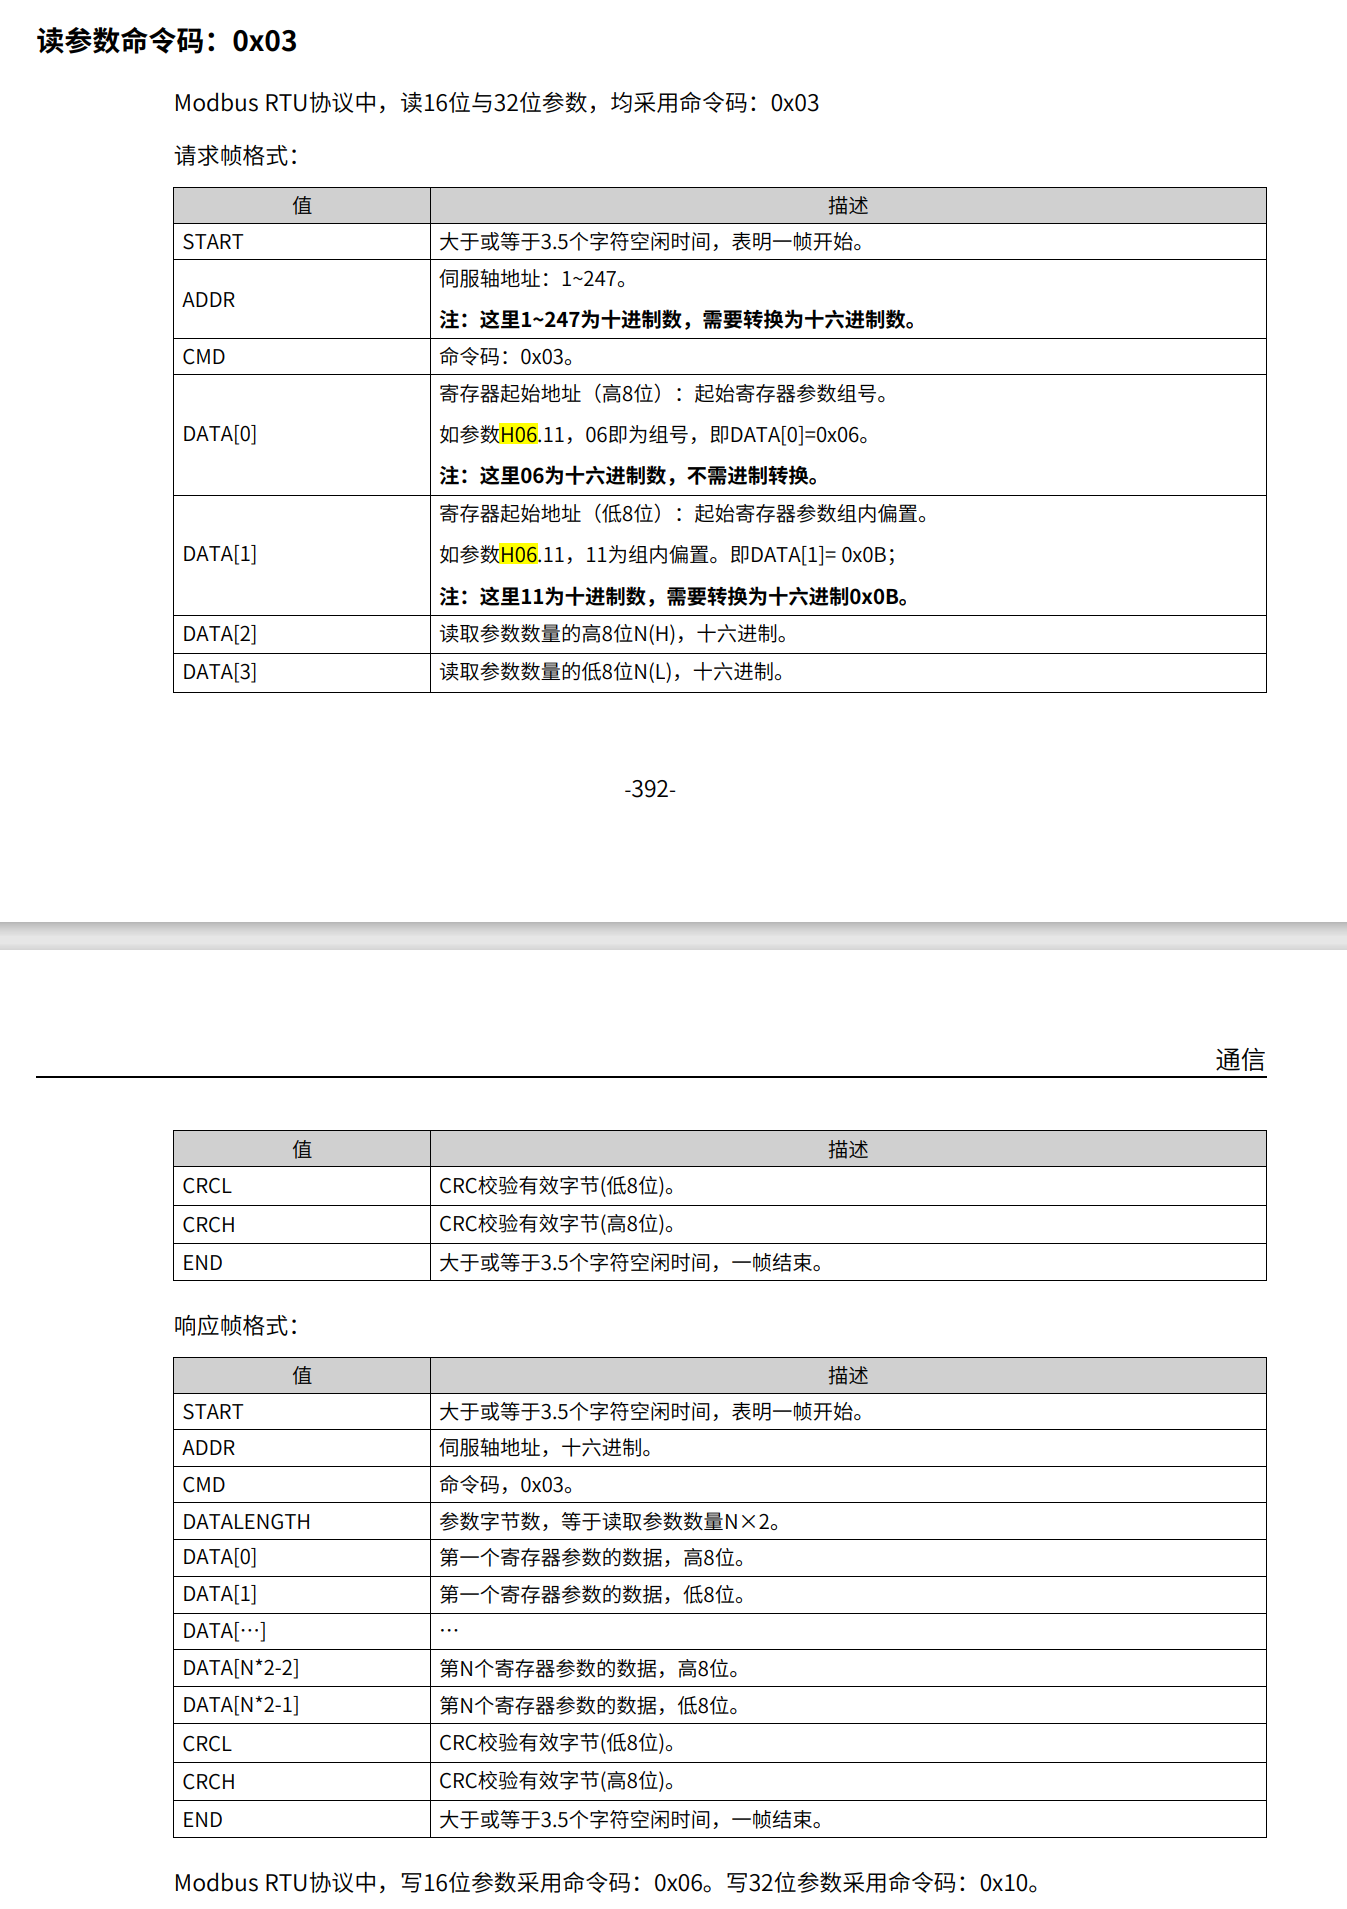 读参数命令码：0x03
Modbus RTU协议中，读16位与32位参数，均采用命令码：0x03
请求帧格式：
值 描述
START 大于或等于3.5个字符空闲时间，表明一帧开始。
ADDR 伺服轴地址：1~247。
注：这里1~247为十进制数，需要转换为十六进制数。
CMD 命令码：0x03。
DATA[0] 寄存器起始地址（高8位）：起始寄存器参数组号。
如参数H06.11，06即为组号，即DATA[0]=0x06。
注：这里06为十六进制数，不需进制转换。
DATA[1] 寄存器起始地址（低8位）：起始寄存器参数组内偏置。
如参数H06.11，11为组内偏置。即DATA[1]= 0x0B；
注：这里11为十进制数，需要转换为十六进制0x0B。
DATA[2] 读取参数数量的高8位N(H)，十六进制。
DATA[3] 读取参数数量的低8位N(L)，十六进制。
-392-
通信
值 描述
CRCL CRC校验有效字节(低8位)。
CRCH CRC校验有效字节(高8位)。
END 大于或等于3.5个字符空闲时间，一帧结束。
响应帧格式：
值 描述
START 大于或等于3.5个字符空闲时间，表明一帧开始。
ADDR 伺服轴地址，十六进制。
CMD 命令码，0x03。
DATALENGTH 参数字节数，等于读取参数数量N×2。
DATA[0] 第一个寄存器参数的数据，高8位。
DATA[1] 第一个寄存器参数的数据，低8位。
DATA[…] …
DATA[N*2-2] 第N个寄存器参数的数据，高8位。
DATA[N*2-1] 第N个寄存器参数的数据，低8位。
CRCL CRC校验有效字节(低8位)。
CRCH CRC校验有效字节(高8位)。
END 大于或等于3.5个字符空闲时间，一帧结束。
Modbus RTU协议中，写16位参数采用命令码：0x06。写32位参数采用命令码：0x10。